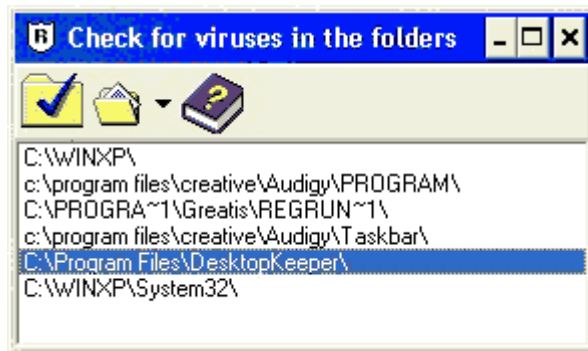 Check for viruses in the folders
C:\WINXP\
c:\program files\creative\Audigy\PROGRAM\
C:\PROGRA~1\Greatis\REGRUN~1\
c:\program files\creative\Audigy\Taskbar\
C:\Program Files\DesktopKeeper\
C:\WINXP\System32\